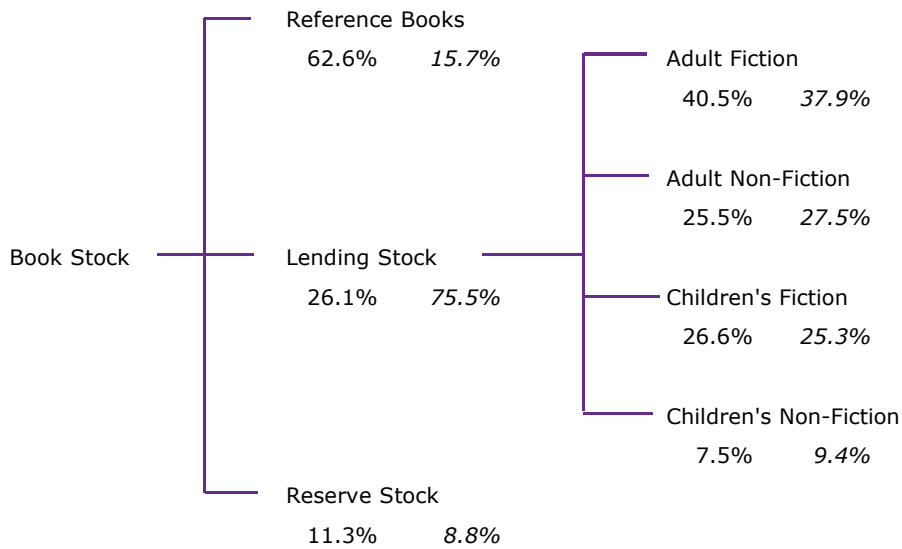 Reference Books
62.6% 15.7%
Adult Fiction
40.5% 37.9%
Adult Non-Fiction
25.5% 27.5%
Book Stock
Lending Stock
26.1% 75.5%
Children's Fiction
26.6% 25.3%
Children's Non-Fiction
7.5% 9.4%
Reserve Stock
11.3% 8.8%